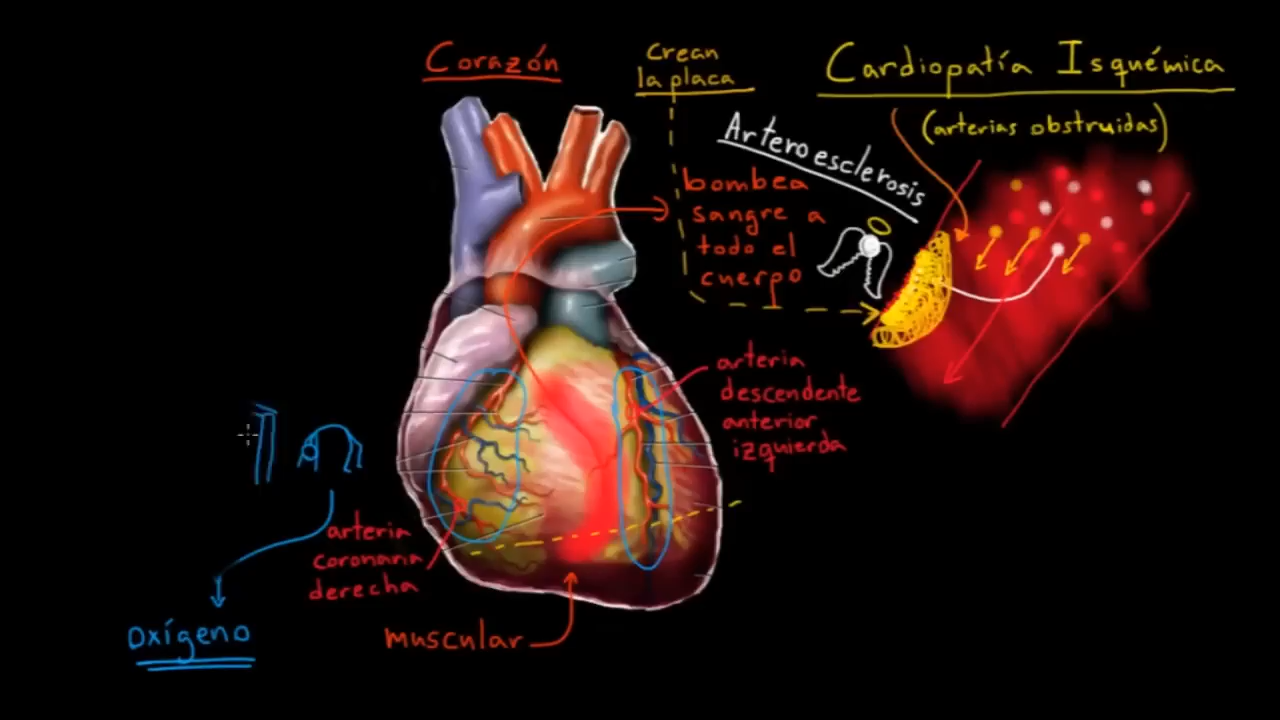 Corazón
Crean
la placa
Cardiopatía Isquémica
(arterias obstruidas)
Arteroesclerosis
bombea
sangre a
todo el
cuerpo
arteria
descendente
anterior
izquierda
arteria
coronaria
derecha
oxígeno
muscular